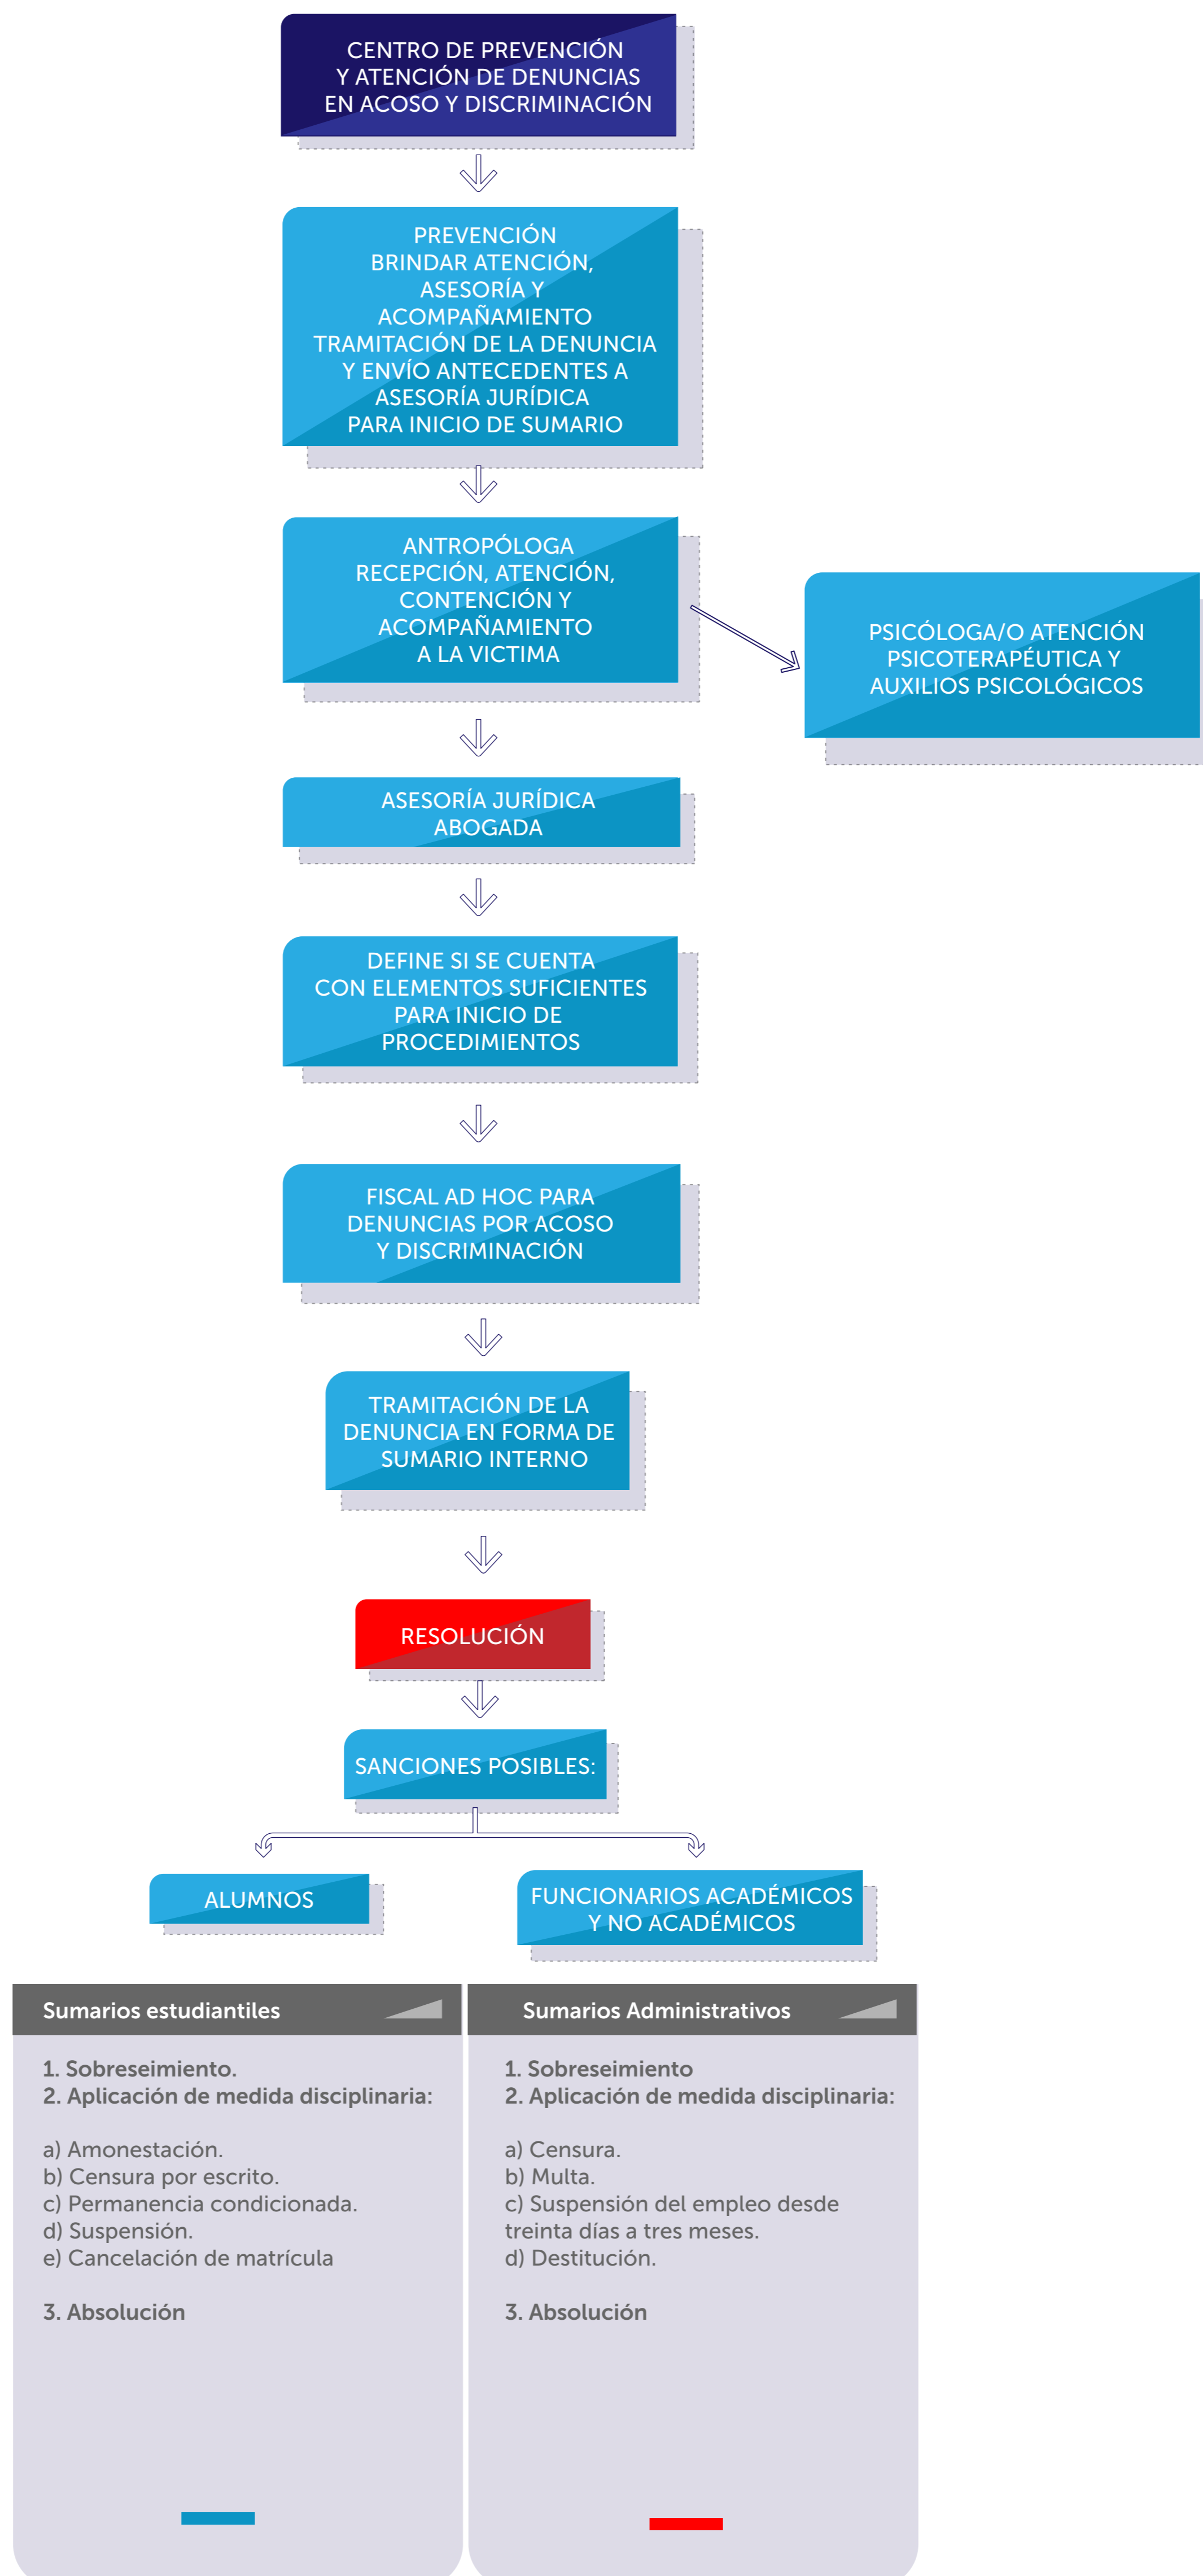 CENTRO DE PREVENCIÓN
Y ATENCIÓN DE DENUNCIAS
EN ACOSO Y DISCRIMINACIÓN
PREVENCIÓN
BRINDAR ATENCIÓN,
ASESORÍA Y
ACOMPAÑAMIENTO
TRAMITACIÓN DE LA DENUNCIA
Y ENVÍO ANTECEDENTES A
ASESORÍA JURÍDICA
PARA INICIO DE SUMARIO
ANTROPÓLOGA
RECEPCIÓN, ATENCIÓN,
CONTENCIÓN Y
ACOMPAÑAMIENTO
A LA VICTIMA
PSICÓLOGA/O ATENCIÓN
PSICOTERAPÉUTICA Y
AUXILIOS PSICOLÓGICOS
ASESORÍA JURÍDICA
ABOGADA
DEFINE SI SE CUENTA
CON ELEMENTOS SUFICIENTES
PARA INICIO DE
PROCEDIMIENTOS
FISCAL AD HOC PARA
DENUNCIAS POR ACOSO
Y DISCRIMINACIÓN
TRAMITACIÓN DE LA
DENUNCIA EN FORMA DE
SUMARIO INTERNO
RESOLUCIÓN
SANCIONES POSIBLES:
ALUMNOS
FUNCIONARIOS ACADÉMICOS
Y NO ACADÉMICOS
Sumarios estudiantiles
1. Sobreseimiento.
2. Aplicación de medida disciplinaria:
a) Amonestación.
b) Censura por escrito.
c) Permanencia condicionada.
d) Suspensión.
e) Cancelación de matrícula
3. Absolución
Sumarios Administrativos
1. Sobreseimiento
2. Aplicación de medida disciplinaria:
a) Censura.
b) Multa.
c) Suspensión del empleo desde
treinta días a tres meses.
d) Destitución.
3. Absolución